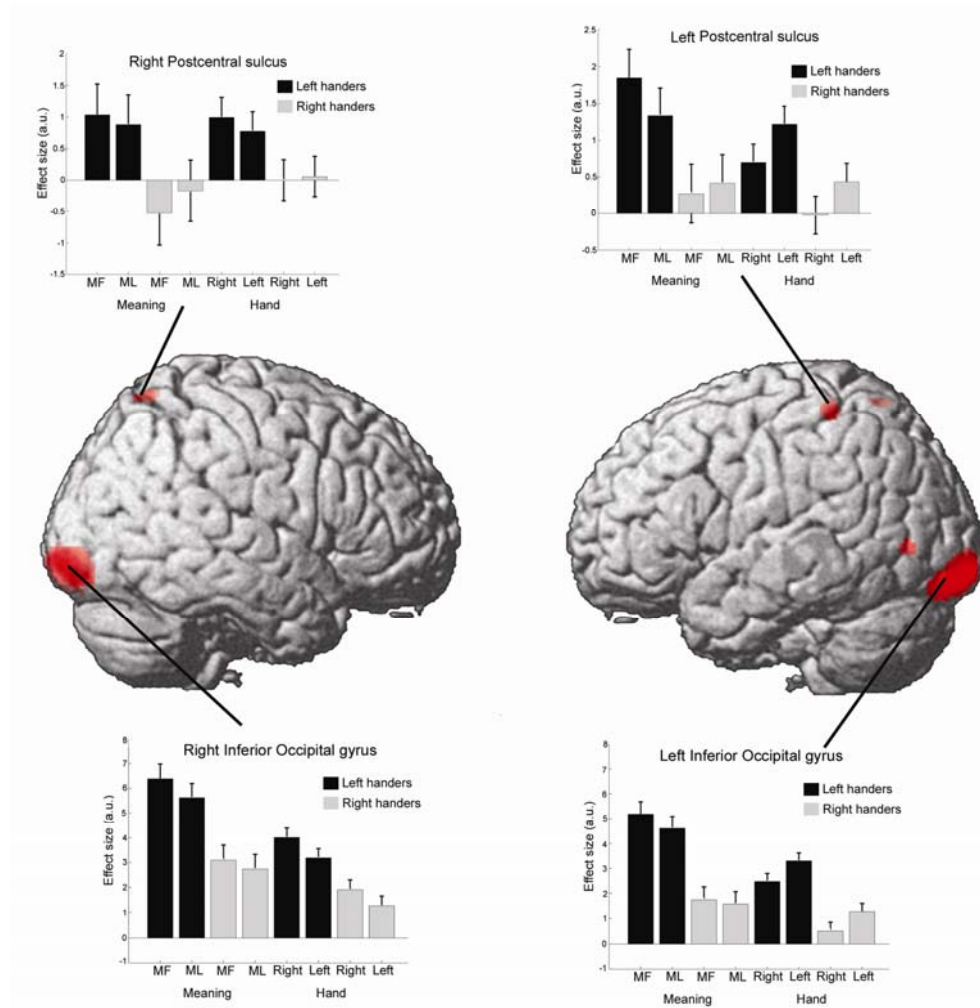 Right Postcentral sulcus
Left handers
Right handers
Effect size (a.u.)
2
1.5
1
0.5
0
-0.5
-1
-1.5
MF ML MF ML Right Left Right Left
Meaning Hand
Left Postcentral sulcus
Left handers
Right handers
Effect size (a.u.)
2.5
2
1.5
1
0.5
0
-0.5
MF ML MF ML Right Left Right Left
Meaning Hand
Right Inferior Occipital gyrus
Left handers
Right handers
Effect size (a.u.)
8
7
6
5
4
3
2
1
0
-1
MF ML MF ML Right Left Right Left
Meaning Hand
Left Inferior Occipital gyrus
Left handers
Right handers
Effect size (a.u.)
8
7
6
5
4
3
2
1
0
-1
MF ML MF ML Right Left Right Left
Meaning Hand